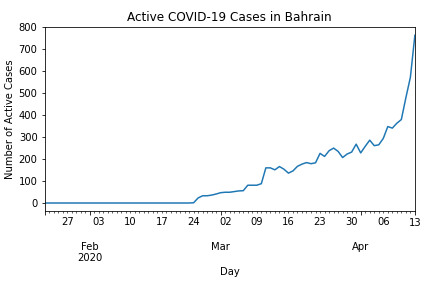 Active COVID-19 Cases in Bahrain
Number of Active Cases
800
700
600
500
400
300
200
100
0
27 03 10 17 24 02 09 16 23 30 06 13
Feb Mar Apr
2020
Day